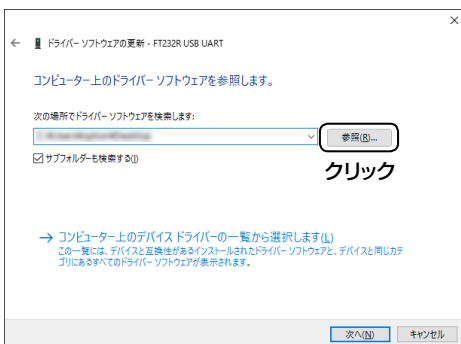 ドライバー ソフトウェアの更新 - FT232R USB UART
コンピューター上のドライバー ソフトウェアを参照します。
次の場所でドライバー ソフトウェアを検索します:
参照(R)...
サブフォルダーも検索する(I)
クリック
→ コンピューター上のデバイス ドライバーの一覧から選択します(L)
この一覧には、デバイスと互換性があるインストールされたドライバー ソフトウェアと、デバイスと同じカテ
ゴリにあるすべてのドライバー ソフトウェアが表示されます。
次へ(N)
キャンセル